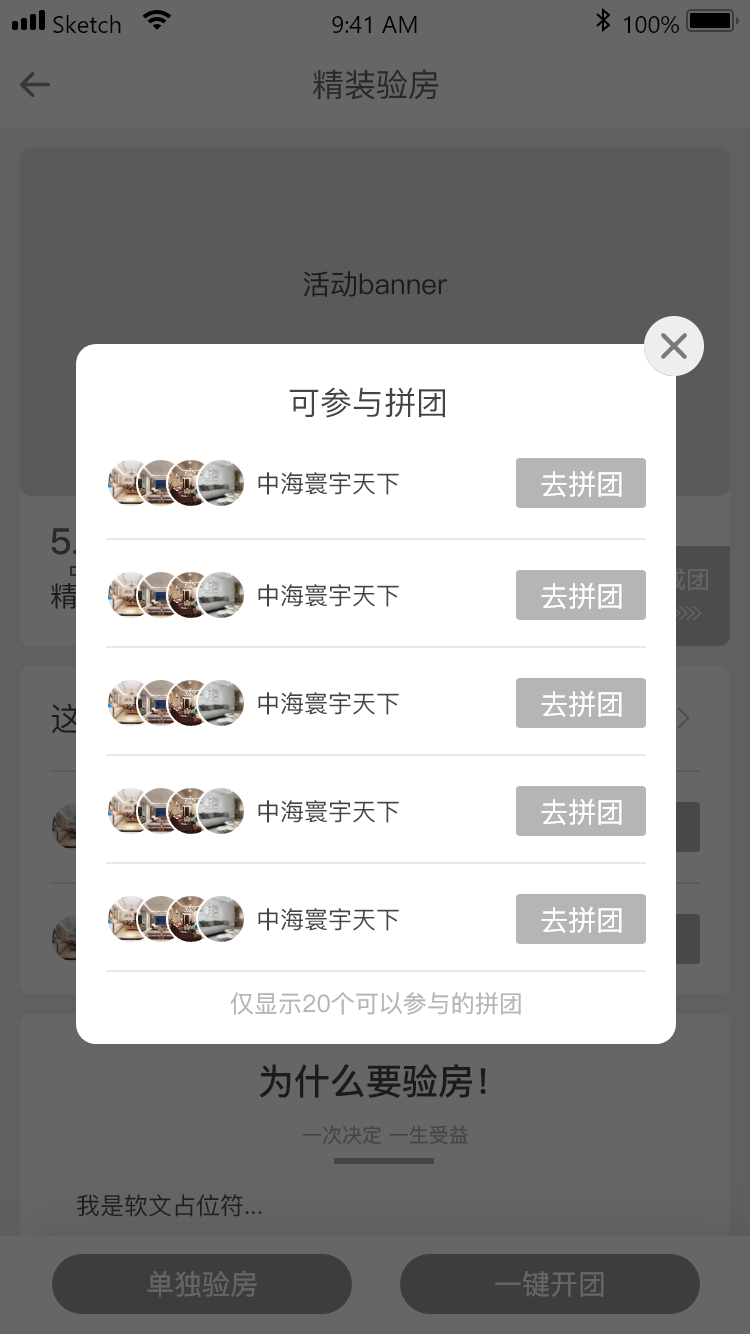 Sketch 9:41 AM 100%
精装验房
活动banner
可参与拼团
中海寰宇天下 去拼团
5.
精
成团
中海寰宇天下 去拼团
中海寰宇天下 去拼团
这
中海寰宇天下 去拼团
中海寰宇天下 去拼团
仅显示20个可以参与的拼团
为什么要验房！
一次决定 一生受益
我是软文占位符...
单独验房 一键开团